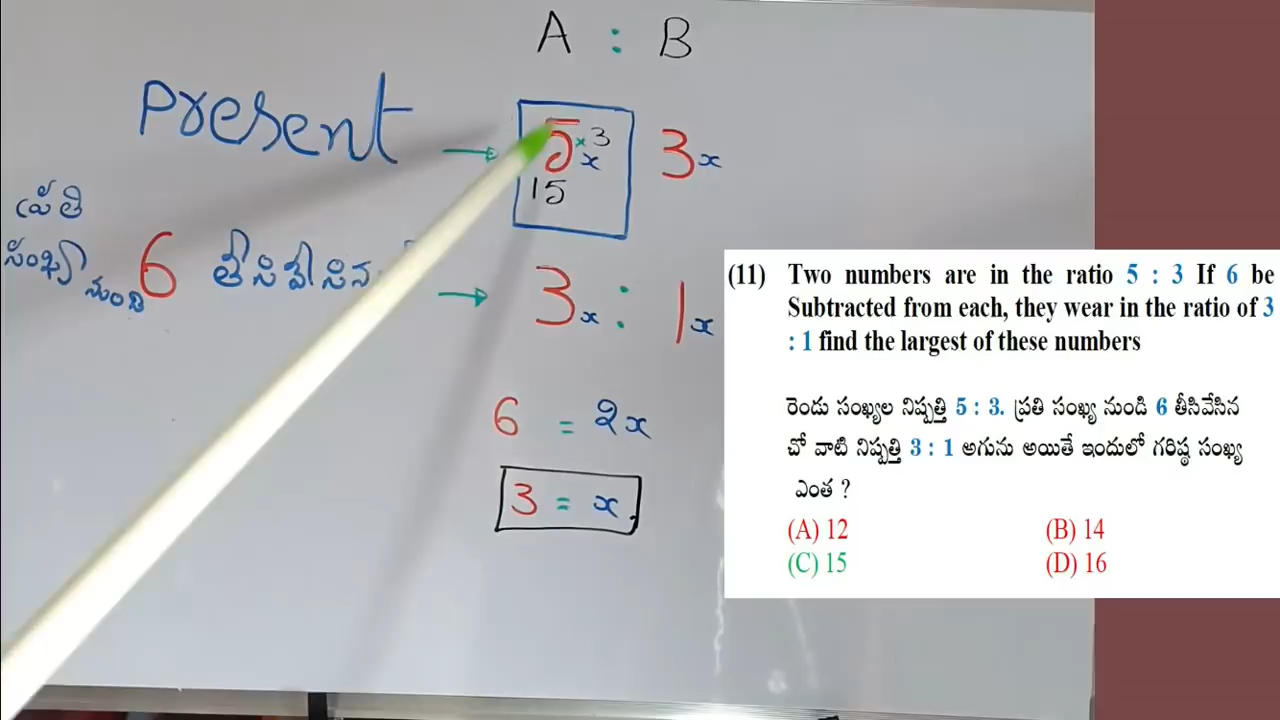 A : B
Present → 5x × 3 3x
15
ప్రతి
సంఖ్య నుండి 6 తీసివేసిన → 3x : 1x
6 = 2x
3 = x.
(11) Two numbers are in the ratio 5 : 3 If 6 be
Subtracted from each, they wear in the ratio of 3
: 1 find the largest of these numbers
రెండు సంఖ్యల నిష్పత్తి 5 : 3. ప్రతి సంఖ్య నుండి 6 తీసివేసిన
చో వాటి నిష్పత్తి 3 : 1 అగును అయితే ఇందులో గరిష్ఠ సంఖ్య
ఎంత ?
(A) 12 (B) 14
(C) 15 (D) 16